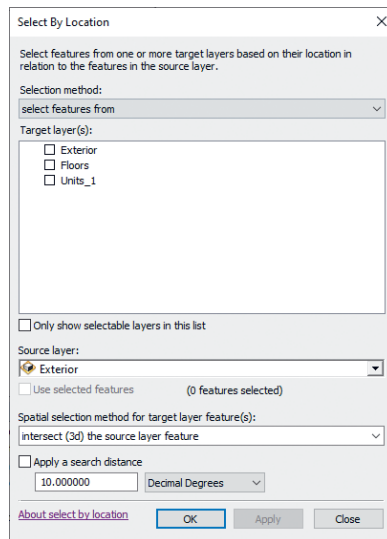 Select By Location
Select features from one or more target layers based on their location in
relation to the features in the source layer.
Selection method:
select features from
Target layer(s):
Exterior
Floors
Units_1
Only show selectable layers in this list
Source layer:
Exterior
Use selected features (0 features selected)
Spatial selection method for target layer feature(s):
intersect (3d) the source layer feature
Apply a search distance
10.000000 Decimal Degrees
About select by location OK Apply Close